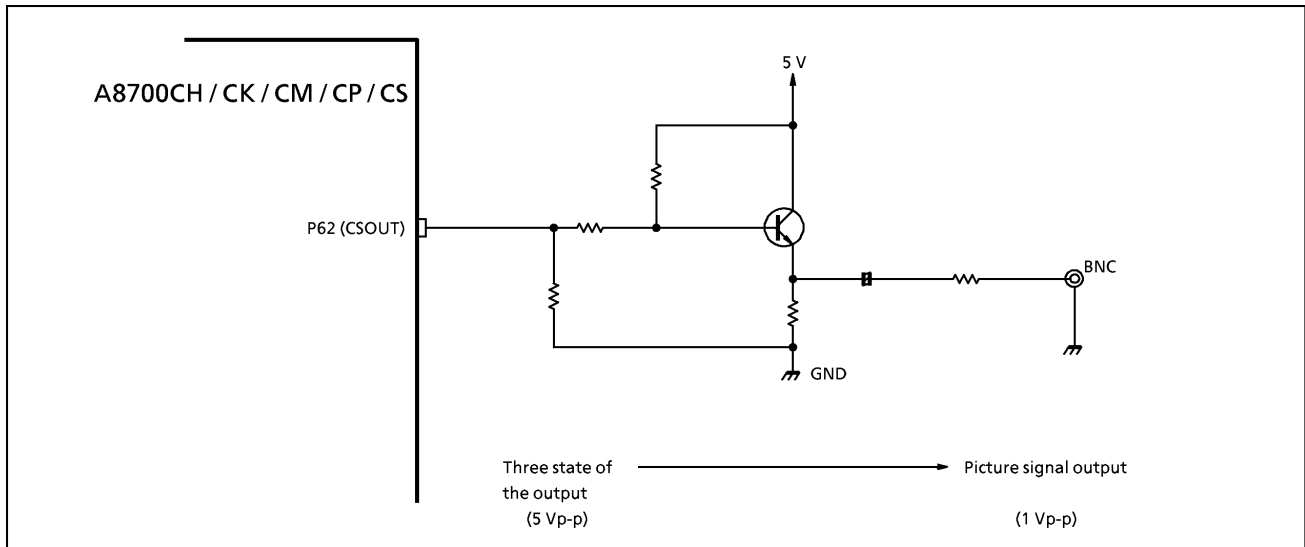 5 V
A8700CH / CK / CM / CP / CS
P62 (CSOUT)
BNC
GND
Three state of
the output
(5 Vp-p)
Picture signal output
(1 Vp-p)